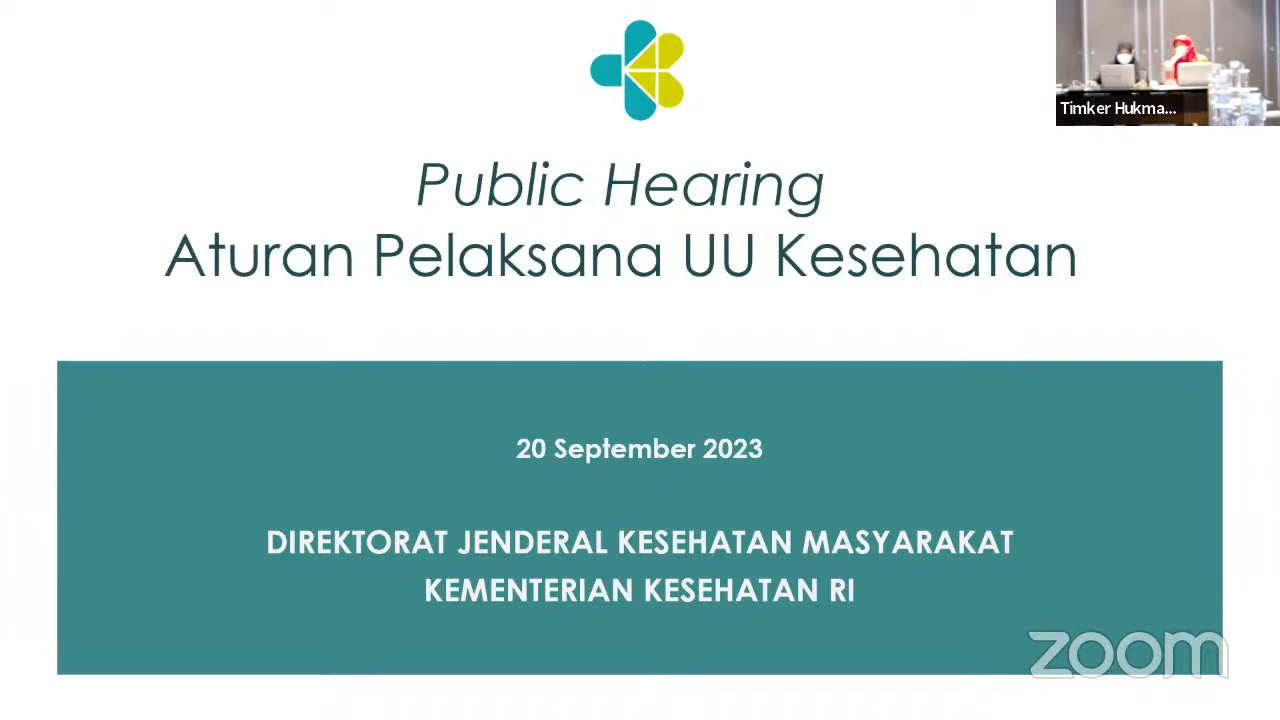 Timker Hukma...
Public Hearing
Aturan Pelaksana UU Kesehatan
20 September 2023
DIREKTORAT JENDERAL KESEHATAN MASYARAKAT
KEMENTERIAN KESEHATAN RI
zoom